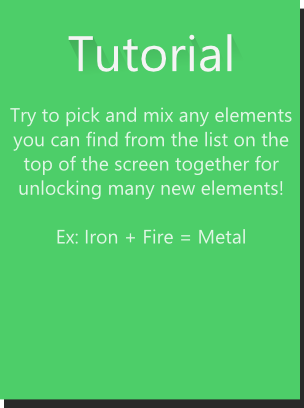 Tutorial
Try to pick and mix any elements
you can find from the list on the
top of the screen together for
unlocking many new elements!
Ex: Iron + Fire = Metal